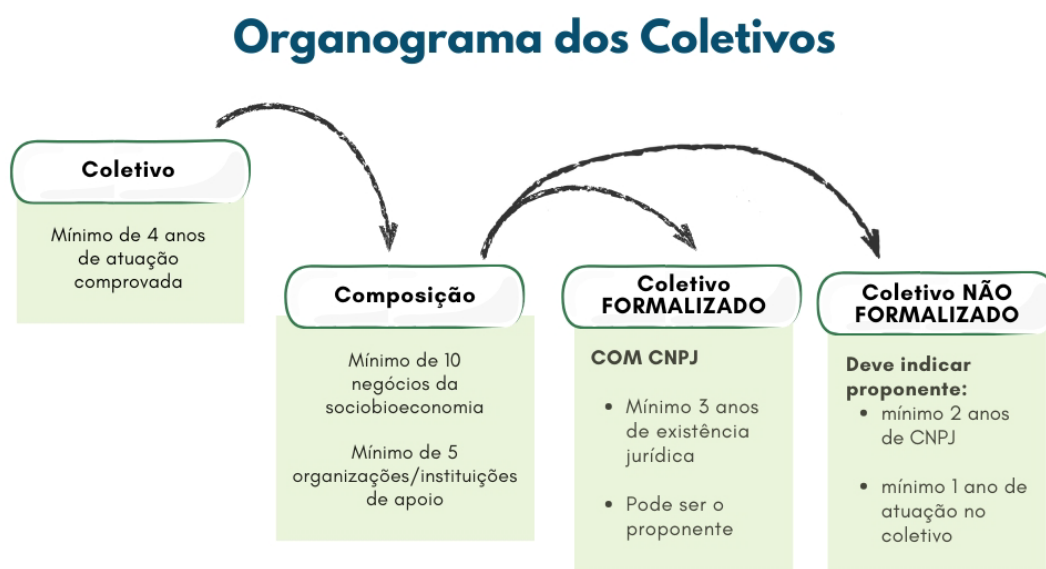 Organograma dos Coletivos
Coletivo
Mínimo de 4 anos
de atuação
comprovada
Composição
Mínimo de 10
negócios da
sociobioeconomia
Mínimo de 5
organizações/instituições
de apoio
Coletivo
FORMALIZADO
COM CNPJ
• Mínimo 3 anos
de existência
jurídica
• Pode ser o
proponente
Coletivo NÃO
FORMALIZADO
Deve indicar
proponente:
• mínimo 2 anos
de CNPJ
• mínimo 1 ano de
atuação no
coletivo